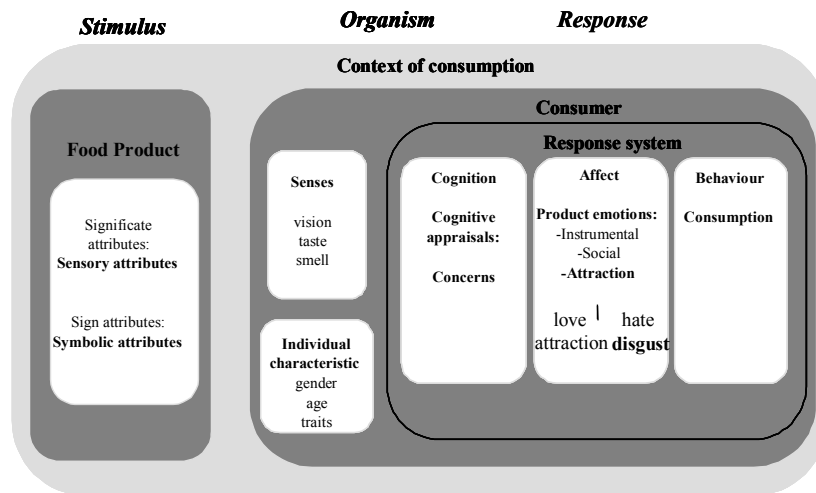 Stimulus
Organism
Response
Context of consumption
Food Product
Significate
attributes:
Sensory attributes
Sign attributes:
Symbolic attributes
Consumer
Senses
vision
taste
smell
Individual
characteristic
gender
age
traits
Response system
Cognition
Cognitive
appraisals:
Concerns
Affect
Product emotions:
-Instrumental
-Social
-Attraction
love | hate
attraction disgust
Behaviour
Consumption